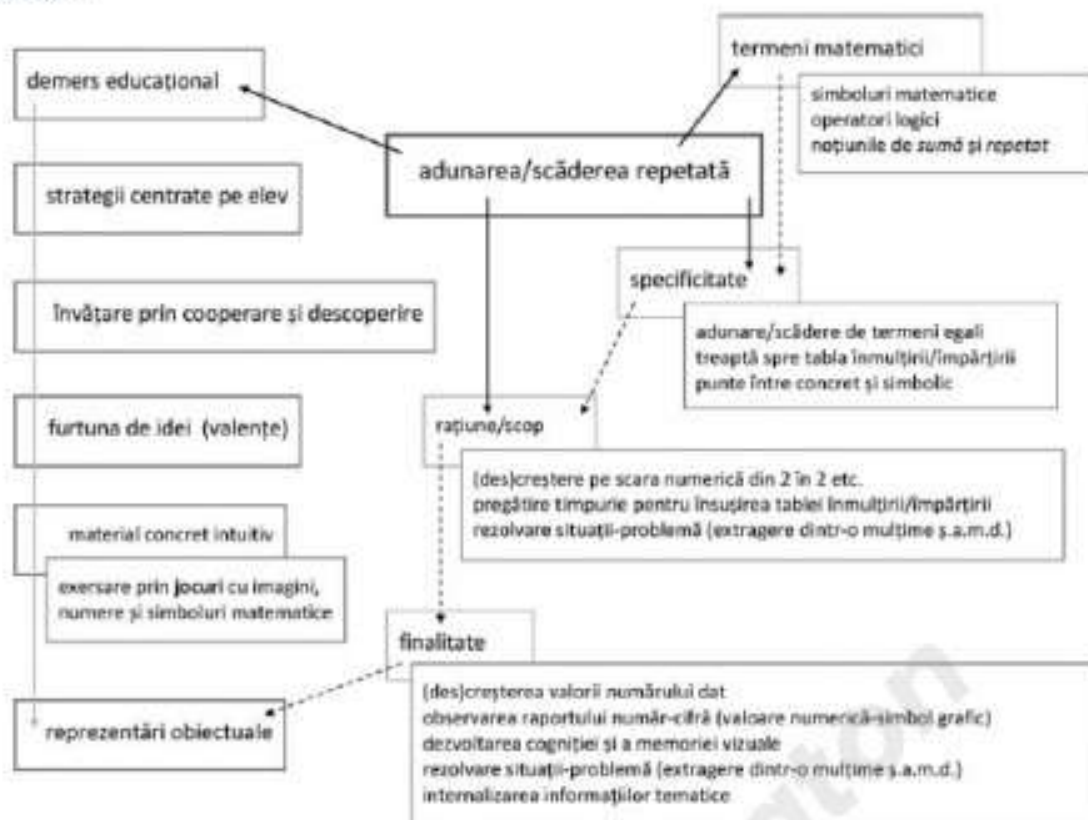 demers educațional
termeni matematici
simboluri matematice
operatori logici
noțiunile de sumă și repetat
adunarea/scăderea repetată
strategii centrate pe elev
specificitate
adunare/scădere de termeni egali
treaptă spre tabla înmulțirii/împărțirii
punte între concret și simbolic
învățare prin cooperare și descoperire
furtuna de idei (valențe)
rațiune/scop
(des)creștere pe scara numerică din 2 în 2 etc.
pregătire timpurie pentru însușirea tablei înmulțirii/împărțirii
rezolvare situații-problemă (extragere dintr-o mulțime ș.a.m.d.)
material concret intuitiv
exersare prin jocuri cu imagini,
numere și simboluri matematice
finalitate
(des)creșterea valorii numărului dat
observarea raportului număr-cifră (valoare numerică-simbol grafic)
dezvoltarea cogniției și a memoriei vizuale
rezolvare situații-problemă (extragere dintr-o mulțime ș.a.m.d.)
internalizarea informațiilor tematice
reprezentări obiectuale